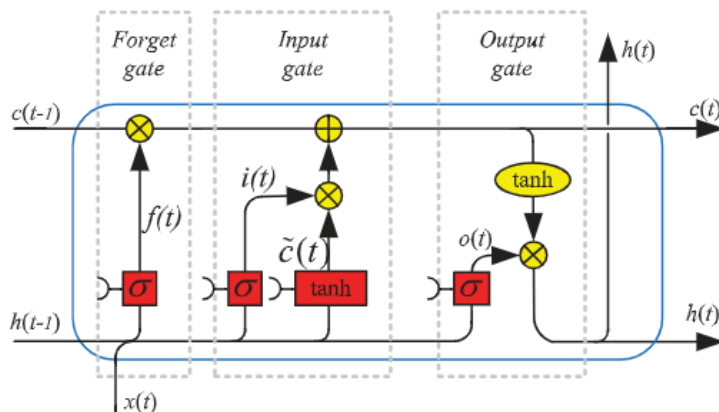 Forget
gate
Input
gate
Output
gate
h(t)
c(t-1)
c(t)
tanh
i(t)
f(t)
c̃(t)
o(t)
σ
σ
tanh
σ
h(t-1)
h(t)
x(t)